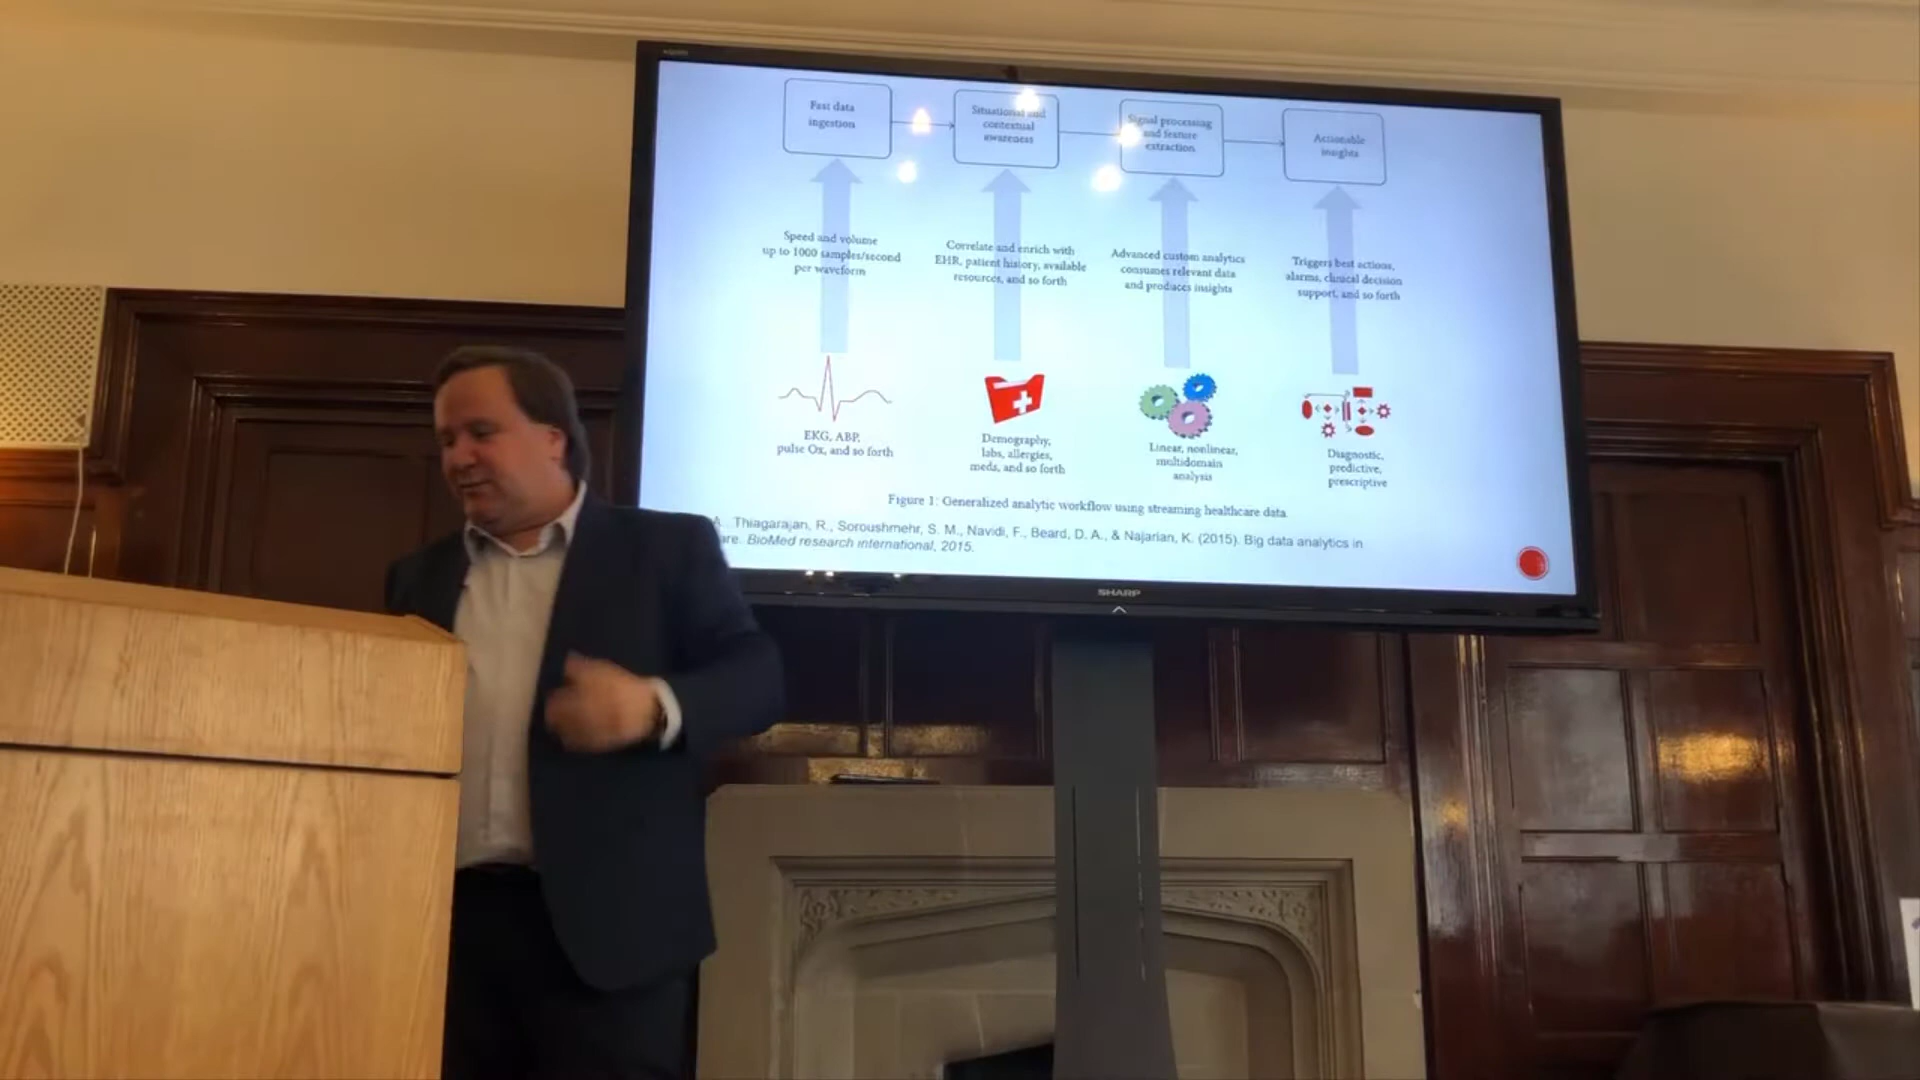 Fast data
ingestion
Situational and
contextual
awareness
Signal processing
and feature
extraction
Actionable
insights
Speed and volume
up to 1000 samples/second
per waveform
Correlate and enrich with
EHR, patient history, available
resources, and so forth
Advanced custom analytics
consumes relevant data
and produces insights
Triggers best actions,
alarms, clinical decision
support, and so forth
EKG, ABP,
pulse Ox, and so forth
Demography,
labs, allergies,
meds, and so forth
Linear, nonlinear,
multidomain
analysis
Diagnostic,
predictive,
prescriptive
Figure 1: Generalized analytic workflow using streaming healthcare data.
A., Thiagarajan, R., Soroushmehr, S. M., Navidi, F., Beard, D. A., & Najarian, K. (2015). Big data analytics in
are. BioMed research international, 2015.
SHARP